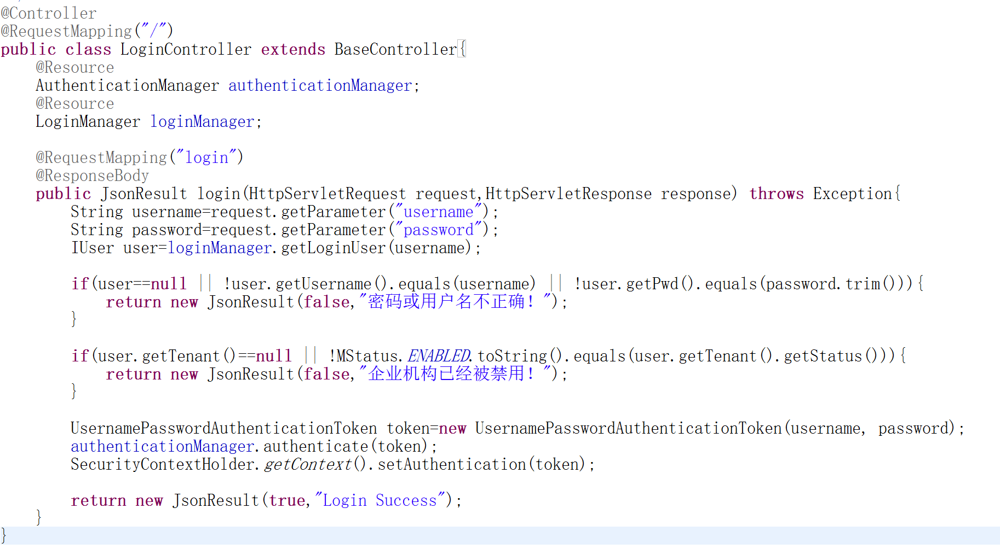 @Controller
@RequestMapping("/")
public class LoginController extends BaseController{
    @Resource
    AuthenticationManager authenticationManager;
    @Resource
    LoginManager loginManager;

    @RequestMapping("login")
    @ResponseBody
    public JsonResult login(HttpServletRequest request,HttpServletResponse response) throws Exception{
        String username=request.getParameter("username");
        String password=request.getParameter("password");
        IUser user=loginManager.getLoginUser(username);

        if(user==null || !user.getUsername().equals(username) || !user.getPwd().equals(password.trim())){
            return new JsonResult(false,"密码或用户名不正确！");
        }

        if(user.getTenant()==null || !MStatus.ENABLED.toString().equals(user.getTenant().getStatus())){
            return new JsonResult(false,"企业机构已经被禁用！");
        }

        UsernamePasswordAuthenticationToken token=new UsernamePasswordAuthenticationToken(username, password);
        authenticationManager.authenticate(token);
        SecurityContextHolder.getContext().setAuthentication(token);

        return new JsonResult(true,"Login Success");
    }
}